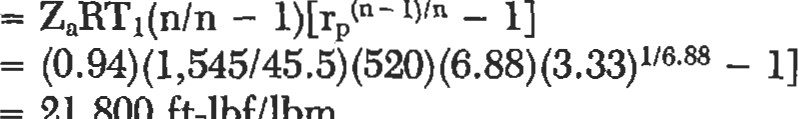 = ZₐRT₁(n/n − 1)[rₚ⁽ⁿ⁻¹⁾/ⁿ − 1]
= (0.94)(1,545/45.5)(520)(6.88)(3.33)^1/6.88 − 1]
= 21,800 ft-lbf/lbm